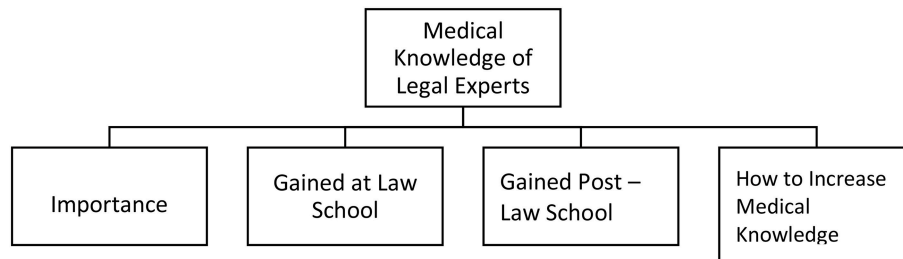 Medical
Knowledge of
Legal Experts
Importance
Gained at Law
School
Gained Post –
Law School
How to Increase
Medical
Knowledge